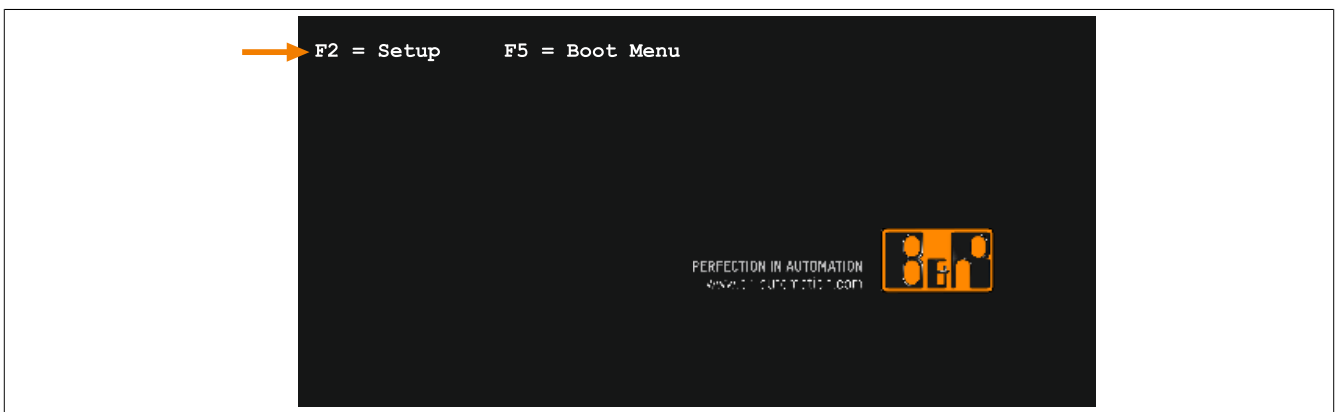 F2 = Setup F5 = Boot Menu
PERFECTION IN AUTOMATION